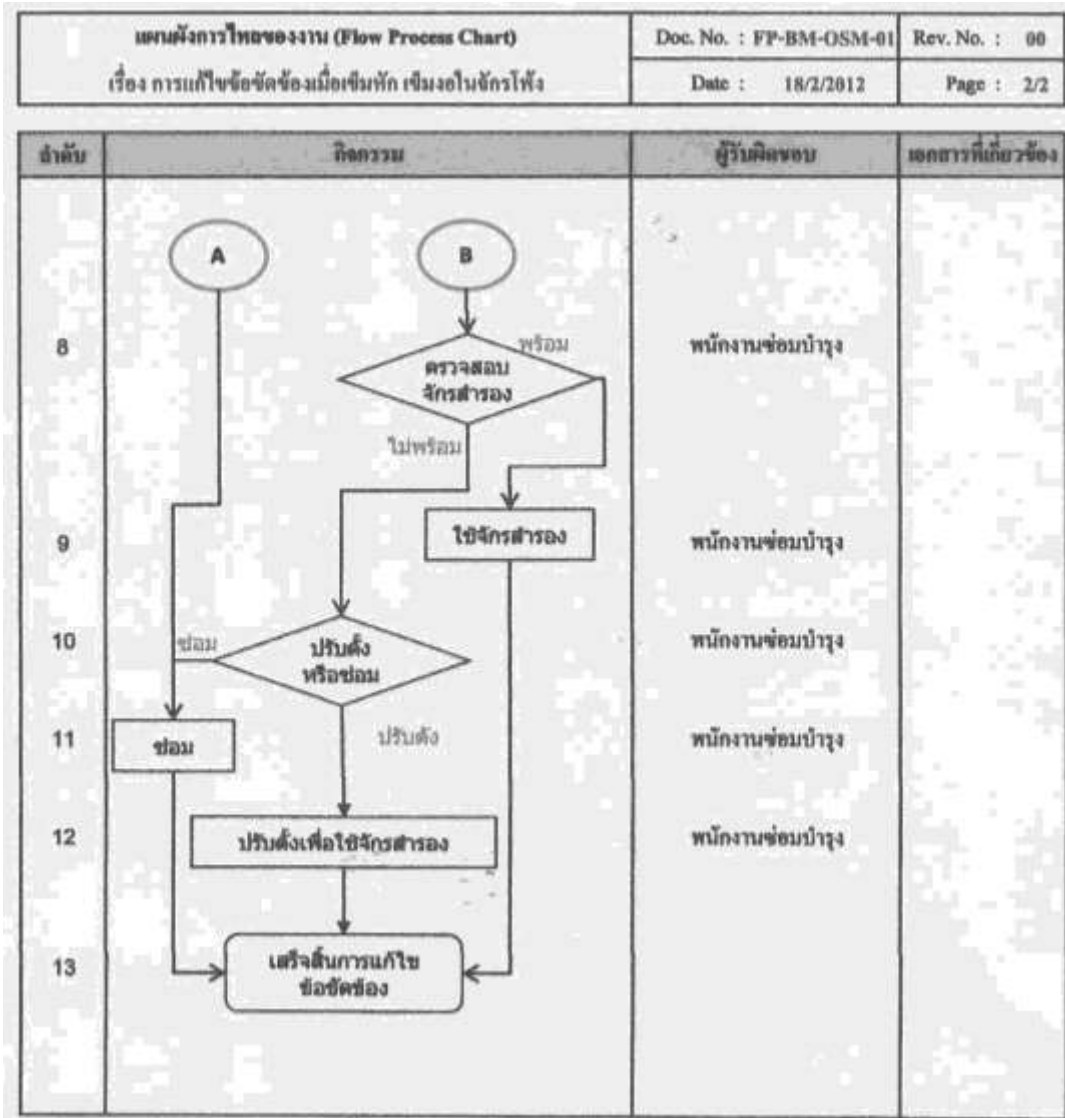 แผนผังการไหลของงาน (Flow Process Chart)
เรื่อง การแก้ไขข้อขัดข้องเมื่อเข็มหัก เข็มงอในจักรโพ้ง
Doc. No. : FP-BM-OSM-01
Rev. No. : 00
Date : 18/2/2012
Page : 2/2
ลำดับ
กิจกรรม
ผู้รับผิดชอบ
เอกสารที่เกี่ยวข้อง
A
B
8
ตรวจสอบ
จักรสำรอง
พร้อม
ไม่พร้อม
พนักงานซ่อมบำรุง
9
ใช้จักรสำรอง
พนักงานซ่อมบำรุง
10
ซ่อม
ปรับตั้ง
หรือซ่อม
พนักงานซ่อมบำรุง
11
ซ่อม
ปรับตั้ง
พนักงานซ่อมบำรุง
12
ปรับตั้งเพื่อใช้จักรสำรอง
พนักงานซ่อมบำรุง
13
เสร็จสิ้นการแก้ไข
ข้อขัดข้อง